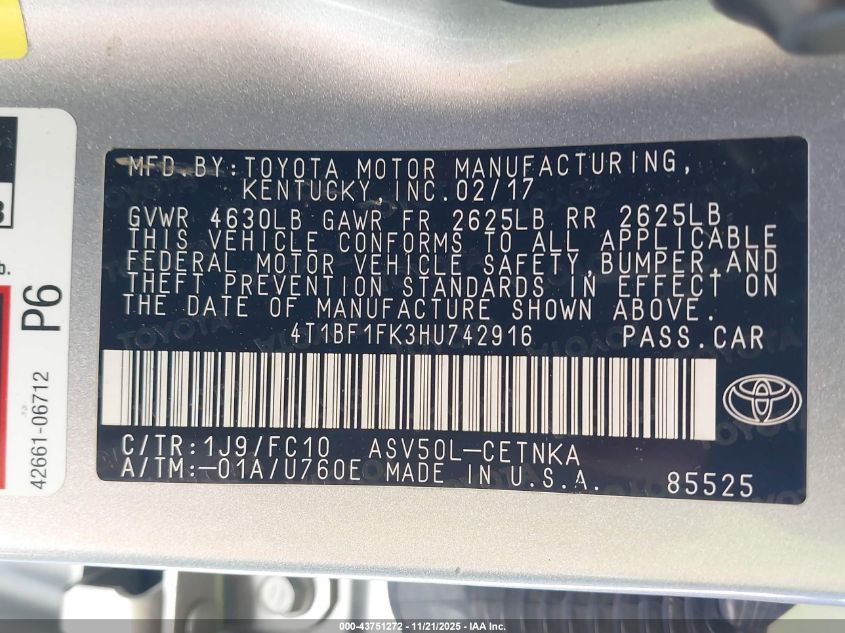 MFD.BY:TOYOTA MOTOR MANUFACTURING,
KENTUCKY, INC.02/17
GVWR 4630LB GAWR FR 2625LB RR 2625LB
THIS VEHICLE CONFORMS TO ALL APPLICABLE
FEDERAL MOTOR VEHICLE SAFETY,BUMPER,AND
THEFT PREVENTION STANDARDS IN EFFECT ON
THE DATE OF MANUFACTURE SHOWN ABOVE.
4T1BF1FK3HU742916 PASS.CAR
C/TR:1J9/FC10 ASV50L-CETNKA
A/TM:-01A/U760E MADE IN U.S.A. 85525
P6
42661-06712
000-43751272 - 11/21/2025 - IAA Inc.